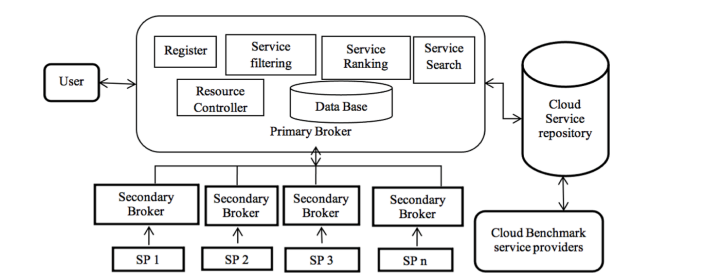 User
Register
Service
filtering
Service
Ranking
Service
Search
Resource
Controller
Data Base
Primary Broker
Cloud
Service
repository
Secondary
Broker
Secondary
Broker
Secondary
Broker
Secondary
Broker
SP 1
SP 2
SP 3
SP n
Cloud Benchmark
service providers